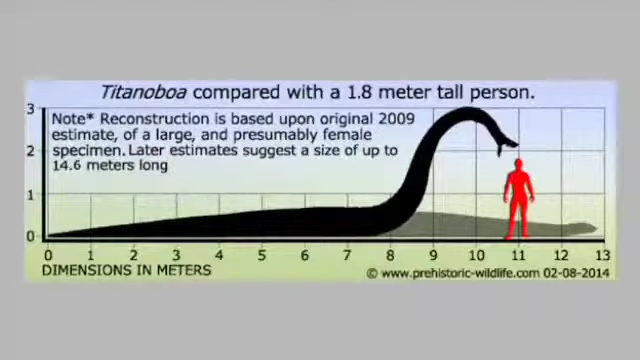 Titanoboa compared with a 1.8 meter tall person.
Note* Reconstruction is based upon original 2009
estimate, of a large, and presumably female
specimen. Later estimates suggest a size of up to
14.6 meters long
3
2
1
0
0 1 2 3 4 5 6 7 8 9 10 11 12 13
DIMENSIONS IN METERS
© www.prehistoric-wildlife.com 02-08-2014